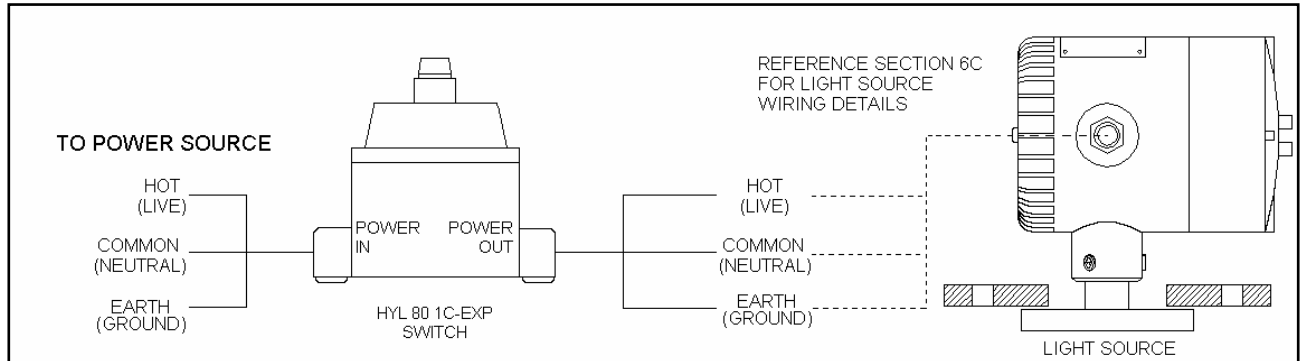 REFERENCE SECTION 6C
FOR LIGHT SOURCE
WIRING DETAILS
TO POWER SOURCE
HOT
(LIVE)
COMMON
(NEUTRAL)
EARTH
(GROUND)
POWER
IN
POWER
OUT
HYL 80 1C-EXP
SWITCH
HOT
(LIVE)
COMMON
(NEUTRAL)
EARTH
(GROUND)
LIGHT SOURCE